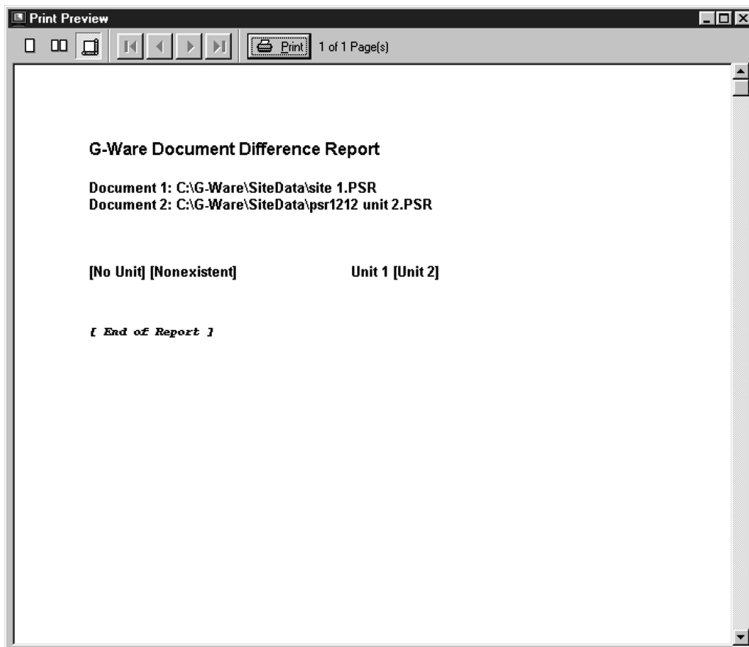 Print Preview
Print 1 of 1 Page(s)
G-Ware Document Difference Report
Document 1: C:\G-Ware\SiteData\site 1.PSR
Document 2: C:\G-Ware\SiteData\psr1212 unit 2.PSR
[No Unit] [Nonexistent] Unit 1 [Unit 2]
[ End of Report ]